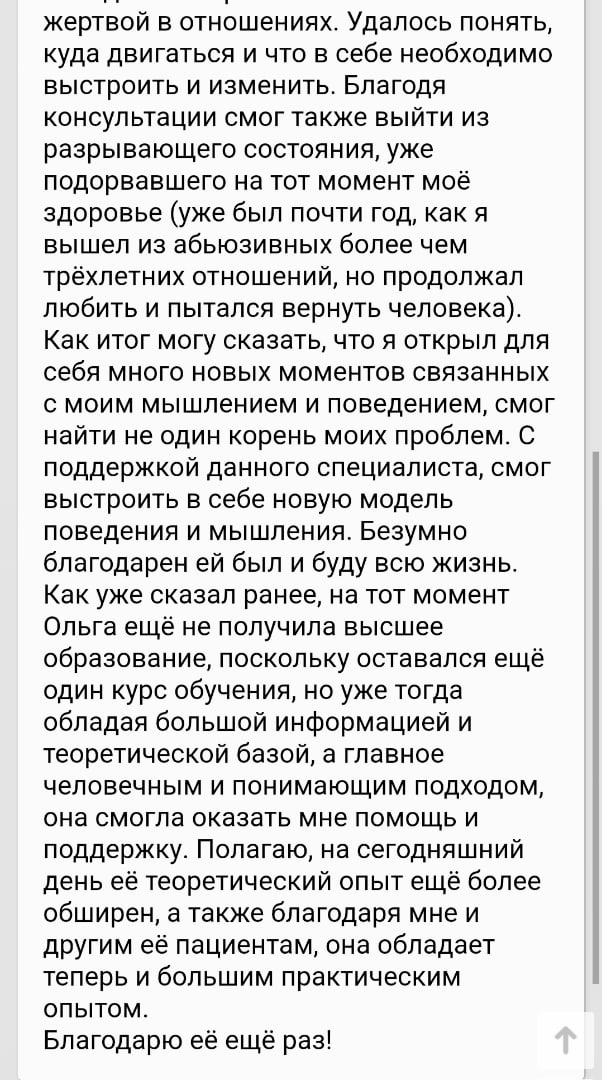 жертвой в отношениях. Удалось понять,
куда двигаться и что в себе необходимо
выстроить и изменить. Благодя
консультации смог также выйти из
разрывающего состояния, уже
подорвавшего на тот момент моё
здоровье (уже был почти год, как я
вышел из абьюзивных более чем
трёхлетних отношений, но продолжал
любить и пытался вернуть человека).
Как итог могу сказать, что я открыл для
себя много новых моментов связанных
с моим мышлением и поведением, смог
найти не один корень моих проблем. С
поддержкой данного специалиста, смог
выстроить в себе новую модель
поведения и мышления. Безумно
благодарен ей был и буду всю жизнь.
Как уже сказал ранее, на тот момент
Ольга ещё не получила высшее
образование, поскольку оставался ещё
один курс обучения, но уже тогда
обладая большой информацией и
теоретической базой, а главное
человечным и понимающим подходом,
она смогла оказать мне помощь и
поддержку. Полагаю, на сегодняшний
день её теоретический опыт ещё более
обширен, а также благодаря мне и
другим её пациентам, она обладает
теперь и большим практическим
опытом.
Благодарю её ещё раз!